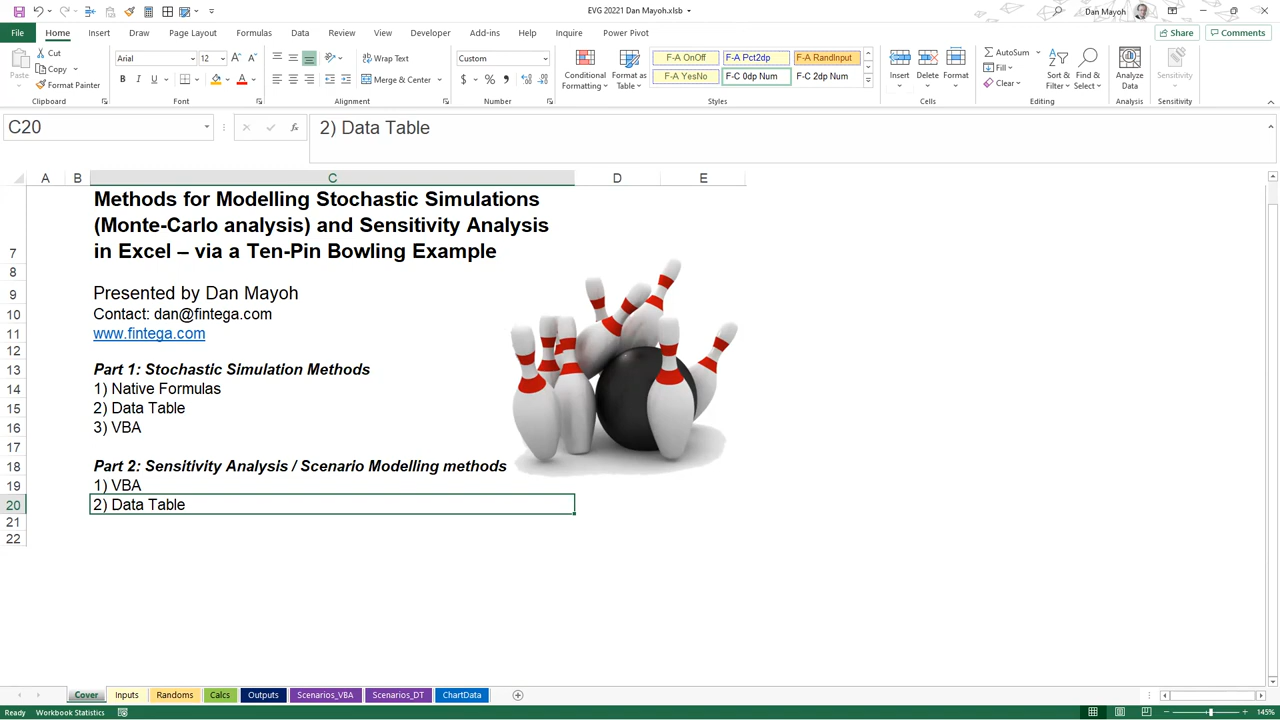 EVG 20221 Dan Mayoh.xlsb
Dan Mayoh
File Home Insert Draw Page Layout Formulas Data Review View Developer Add-ins Help Inquire Power Pivot
Share Comments
Paste
Cut
Copy
Format Painter
Clipboard
Arial 12
B I U
Font
Wrap Text
Merge & Center
Alignment
Custom
$ % ,
Number
Conditional Formatting
Format as Table
F-A OnOff F-A Pct2dp F-A RandInput
F-A YesNo F-C 0dp Num F-C 2dp Num
Styles
Insert Delete Format
Cells
AutoSum
Fill
Clear
Sort & Filter
Find & Select
Editing
Analyze Data
Analysis
Sensitivity
Sensitivity
C20 fx 2) Data Table
A B C D E
Methods for Modelling Stochastic Simulations
(Monte-Carlo analysis) and Sensitivity Analysis
7 in Excel – via a Ten-Pin Bowling Example
8
9 Presented by Dan Mayoh
10 Contact: dan@fintega.com
11 www.fintega.com
12
13 Part 1: Stochastic Simulation Methods
14 1) Native Formulas
15 2) Data Table
16 3) VBA
17
18 Part 2: Sensitivity Analysis / Scenario Modelling methods
19 1) VBA
20 2) Data Table
21
22
Cover Inputs Randoms Calcs Outputs Scenarios_VBA Scenarios_DT ChartData
Ready Workbook Statistics 145%